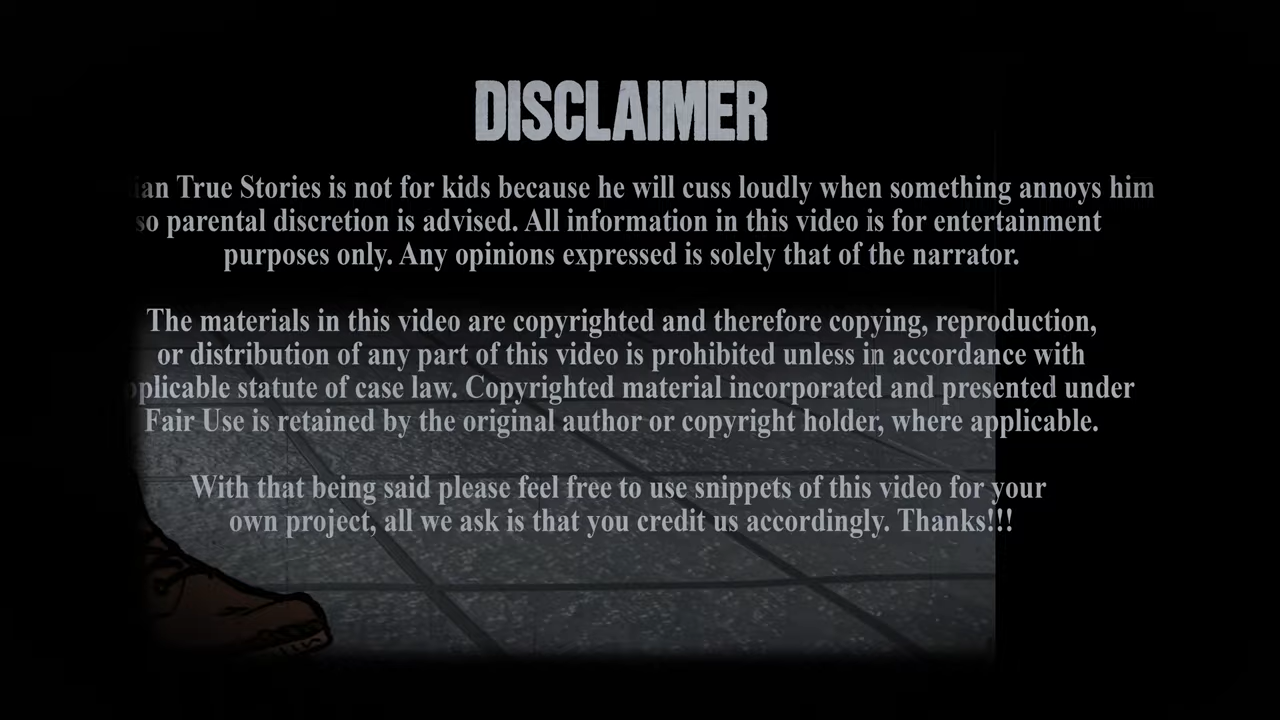 DISCLAIMER
True Stories is not for kids because he will cuss loudly when something annoys him
so parental discretion is advised. All information in this video is for entertainment
purposes only. Any opinions expressed is solely that of the narrator.
The materials in this video are copyrighted and therefore copying, reproduction,
or distribution of any part of this video is prohibited unless in accordance with
statute of case law. Copyrighted material incorporated and presented under
Fair Use is retained by the original author or copyright holder, where applicable.
With that being said please feel free to use snippets of this video for your
own project, all we ask is that you credit us accordingly. Thanks!!!